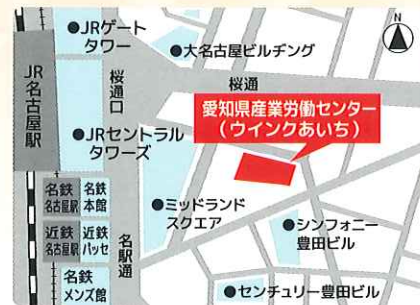 N
JRゲート
タワー
大名古屋ビルヂング
JR名古屋駅
桜通口
桜通
愛知県産業労働センター
（ウインクあいち）
JRセントラル
タワーズ
名鉄
名古屋駅
名鉄
本館
ミッドランド
スクエア
近鉄
名古屋駅
近鉄
パッセ
名駅通
シンフォニー
豊田ビル
名鉄
メンズ館
センチュリー豊田ビル